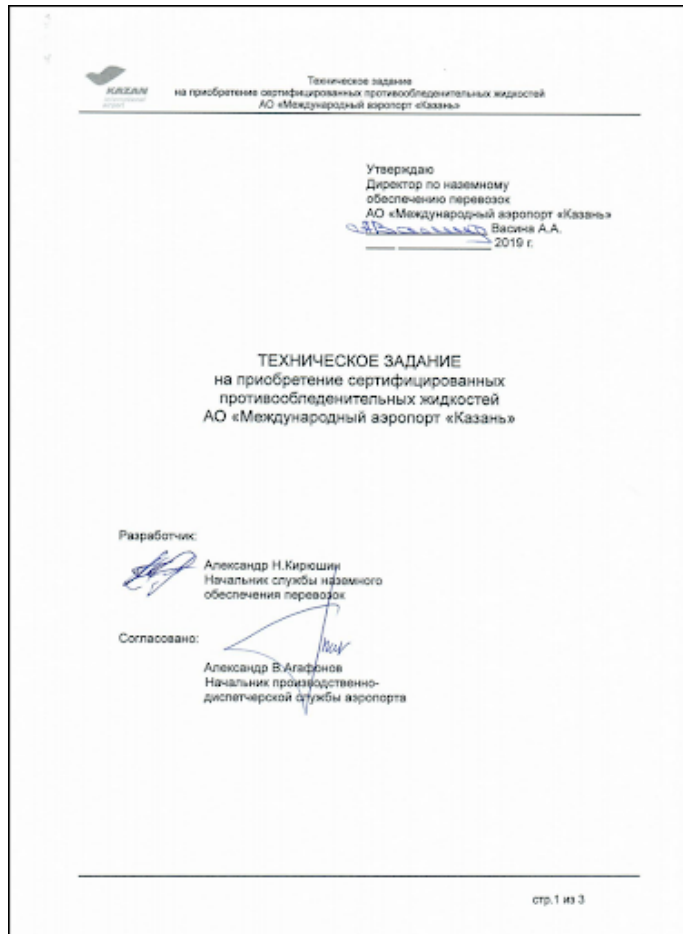 KAZAN
Техническое задание
на приобретение сертифицированных противообледенительных жидкостей
АО «Международный аэропорт «Казань»
Утверждаю
Директор по наземному
обеспечению перевозок
АО «Международный аэропорт «Казань»
Васина А.А.
2019 г.
ТЕХНИЧЕСКОЕ ЗАДАНИЕ
на приобретение сертифицированных
противообледенительных жидкостей
АО «Международный аэропорт «Казань»
Разработчик:
Александр Н.Кирюшин
Начальник службы наземного
обеспечения перевозок
Согласовано:
Александр В.Агафонов
Начальник производственно-
диспетчерской службы аэропорта
стр.1 из 3